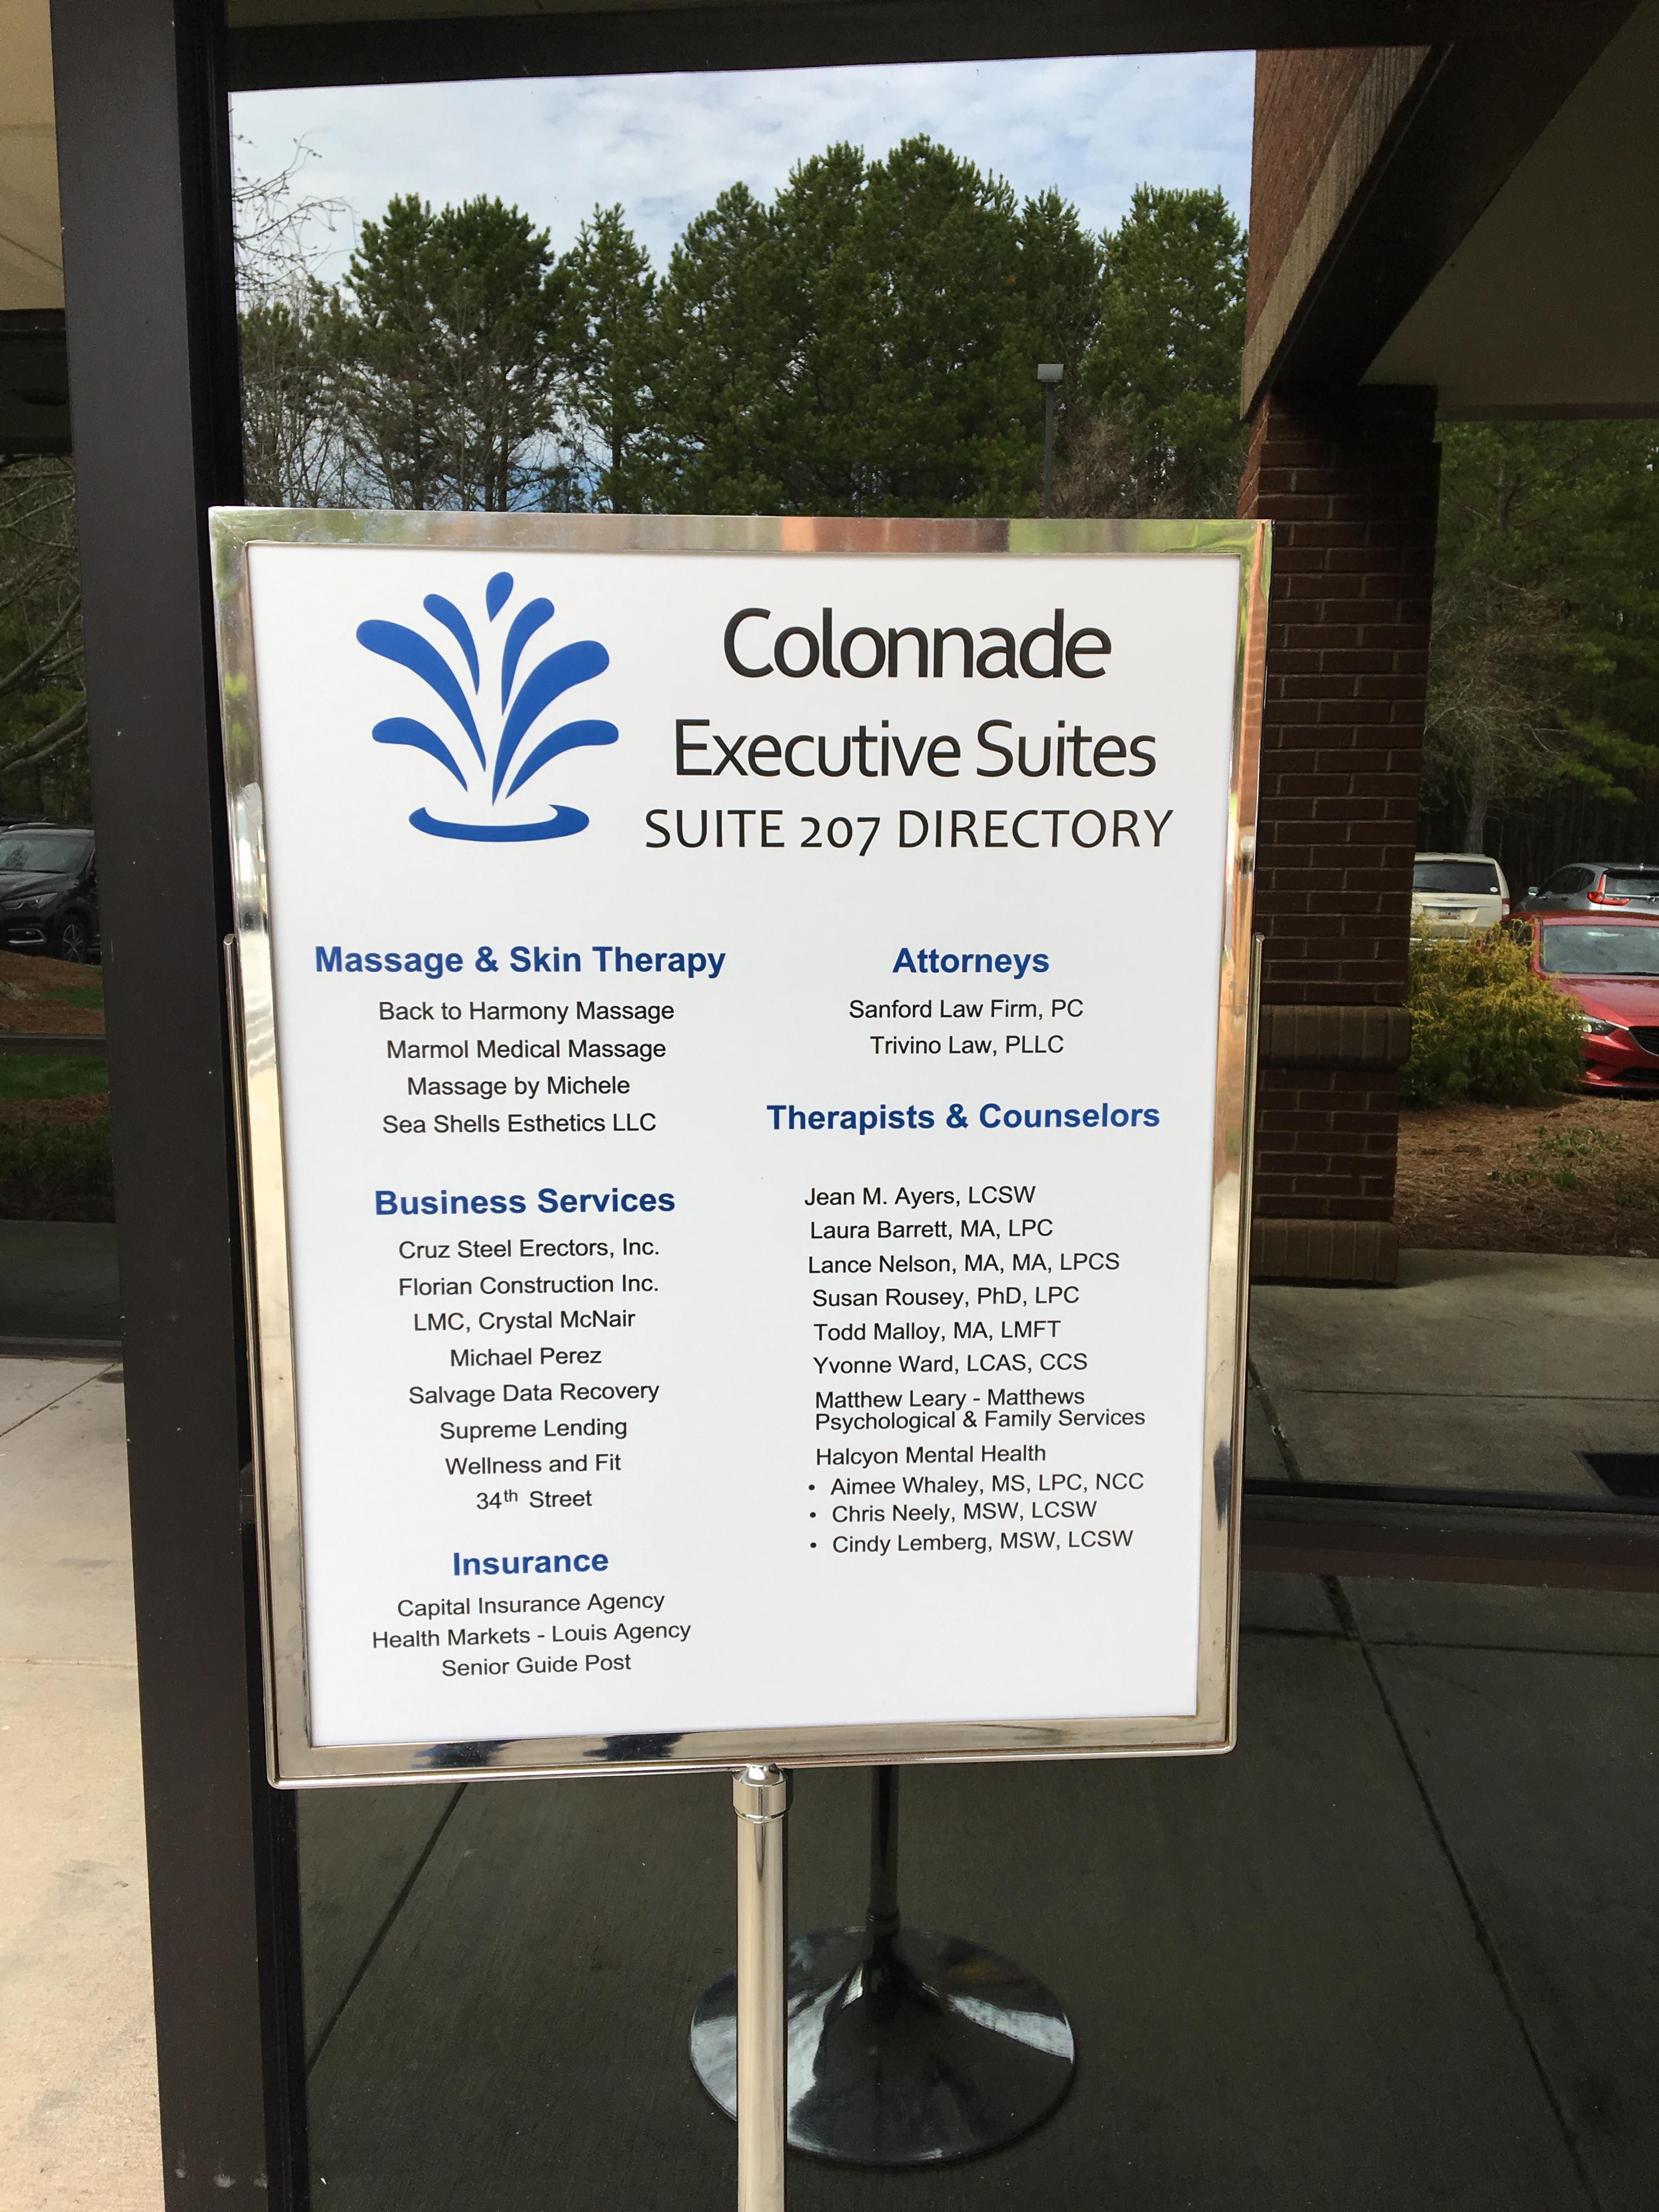 Colonnade
Executive Suites
SUITE 207 DIRECTORY
Massage & Skin Therapy
Back to Harmony Massage
Marmol Medical Massage
Massage by Michele
Sea Shells Esthetics LLC
Business Services
Cruz Steel Erectors, Inc.
Florian Construction Inc.
LMC, Crystal McNair
Michael Perez
Salvage Data Recovery
Supreme Lending
Wellness and Fit
34th Street
Insurance
Capital Insurance Agency
Health Markets - Louis Agency
Senior Guide Post
Attorneys
Sanford Law Firm, PC
Trivino Law, PLLC
Therapists & Counselors
Jean M. Ayers, LCSW
Laura Barrett, MA, LPC
Lance Nelson, MA, MA, LPCS
Susan Rousey, PhD, LPC
Todd Malloy, MA, LMFT
Yvonne Ward, LCAS, CCS
Matthew Leary - Matthews
Psychological & Family Services
Halcyon Mental Health
• Aimee Whaley, MS, LPC, NCC
• Chris Neely, MSW, LCSW
• Cindy Lemberg, MSW, LCSW